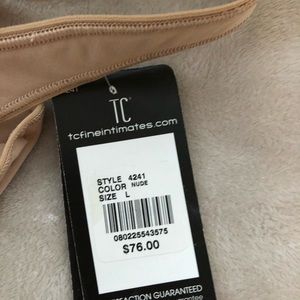 TC
tcfineintimates.com
STYLE 4241
COLOR NUDE
SIZE L
080225543575
$76.00
SATISFACTION GUARANTEED